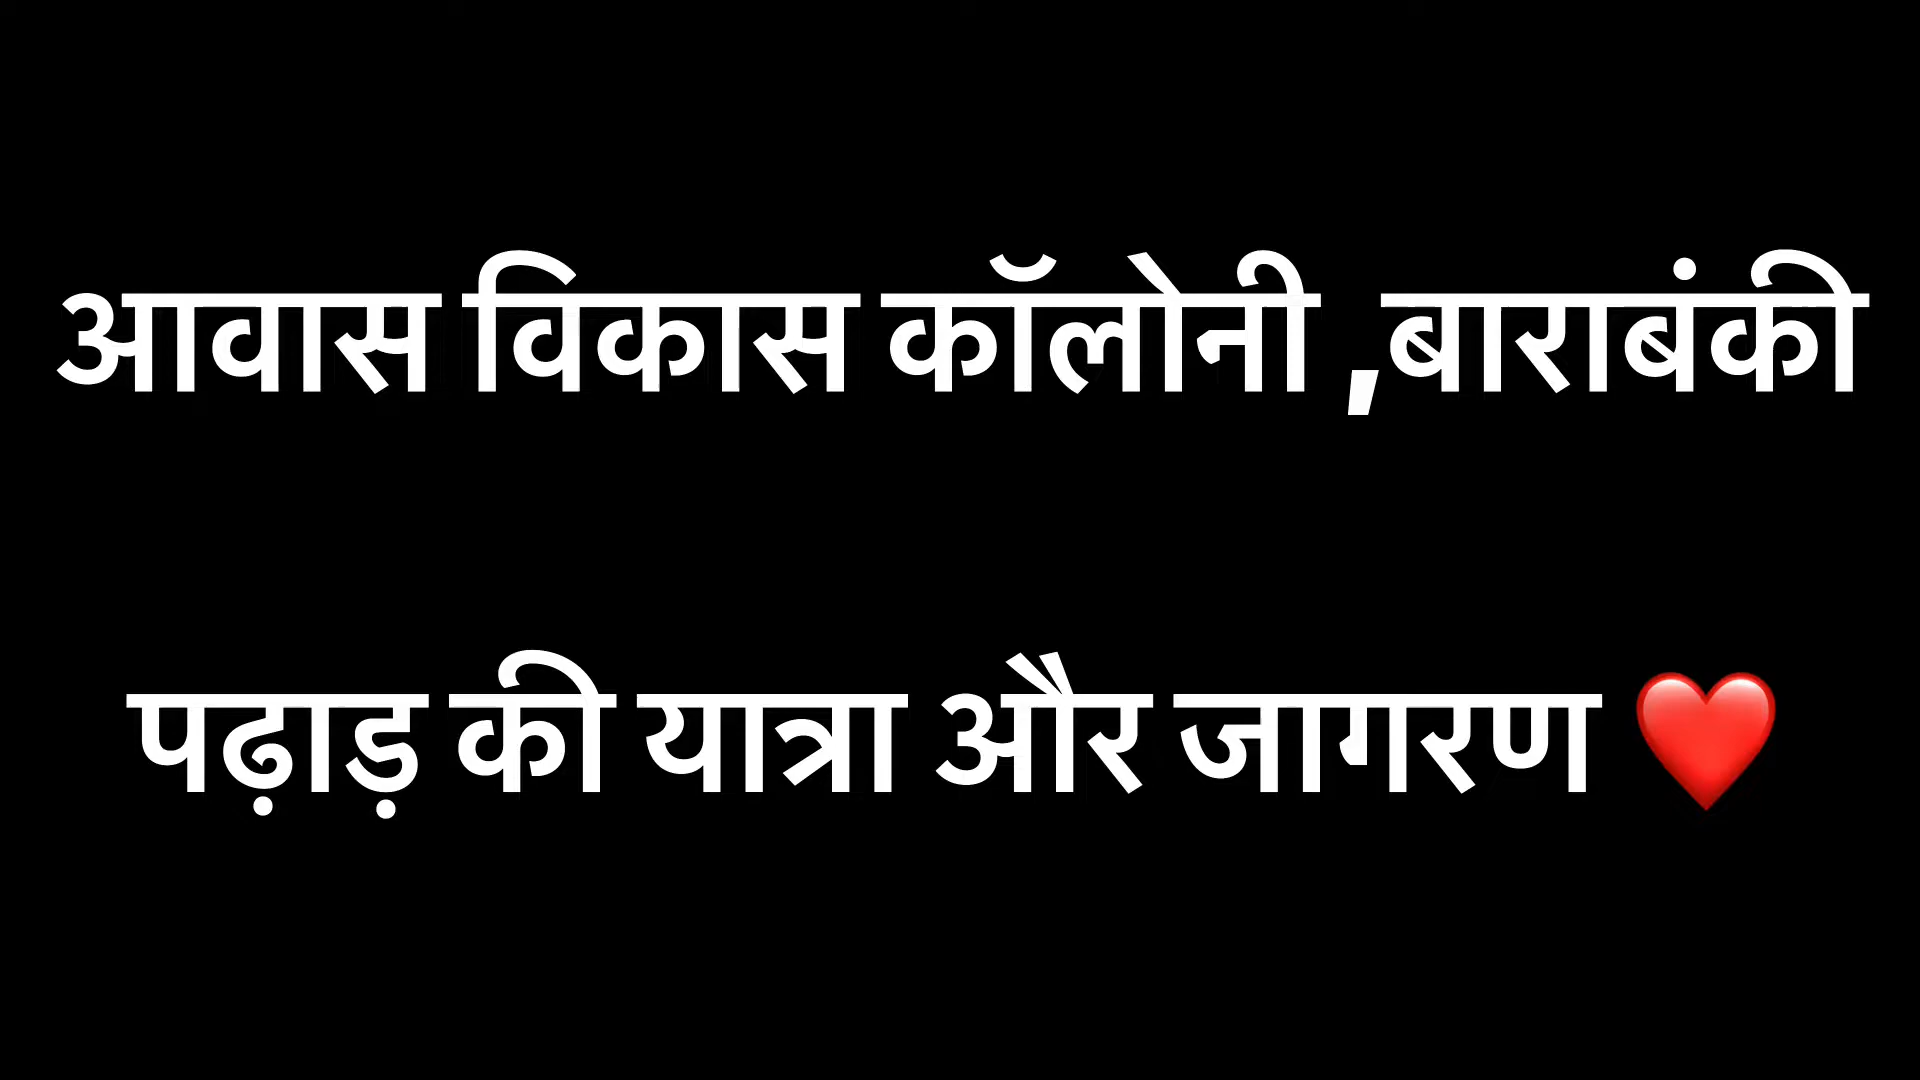 आवास विकास कॉलोनी ,बाराबंकी
पढ़ाड़ की यात्रा और जागरण ❤️